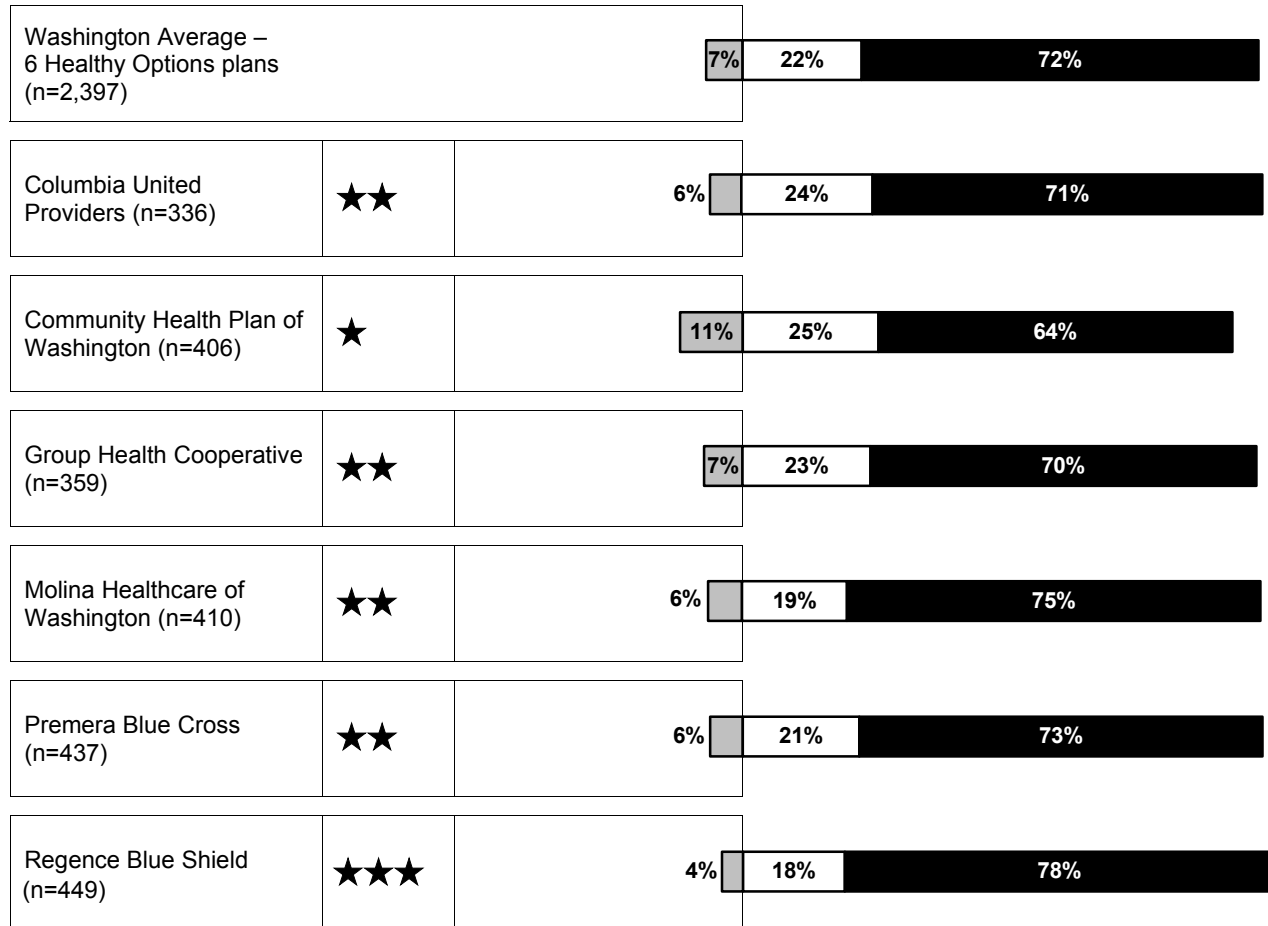 Washington Average –
6 Healthy Options plans
(n=2,397)
7% 22% 72%
Columbia United
Providers (n=336)
★★
6% 24% 71%
Community Health Plan of
Washington (n=406)
★
11% 25% 64%
Group Health Cooperative
(n=359)
★★
7% 23% 70%
Molina Healthcare of
Washington (n=410)
★★
6% 19% 75%
Premera Blue Cross
(n=437)
★★
6% 21% 73%
Regence Blue Shield
(n=449)
★★★
4% 18% 78%